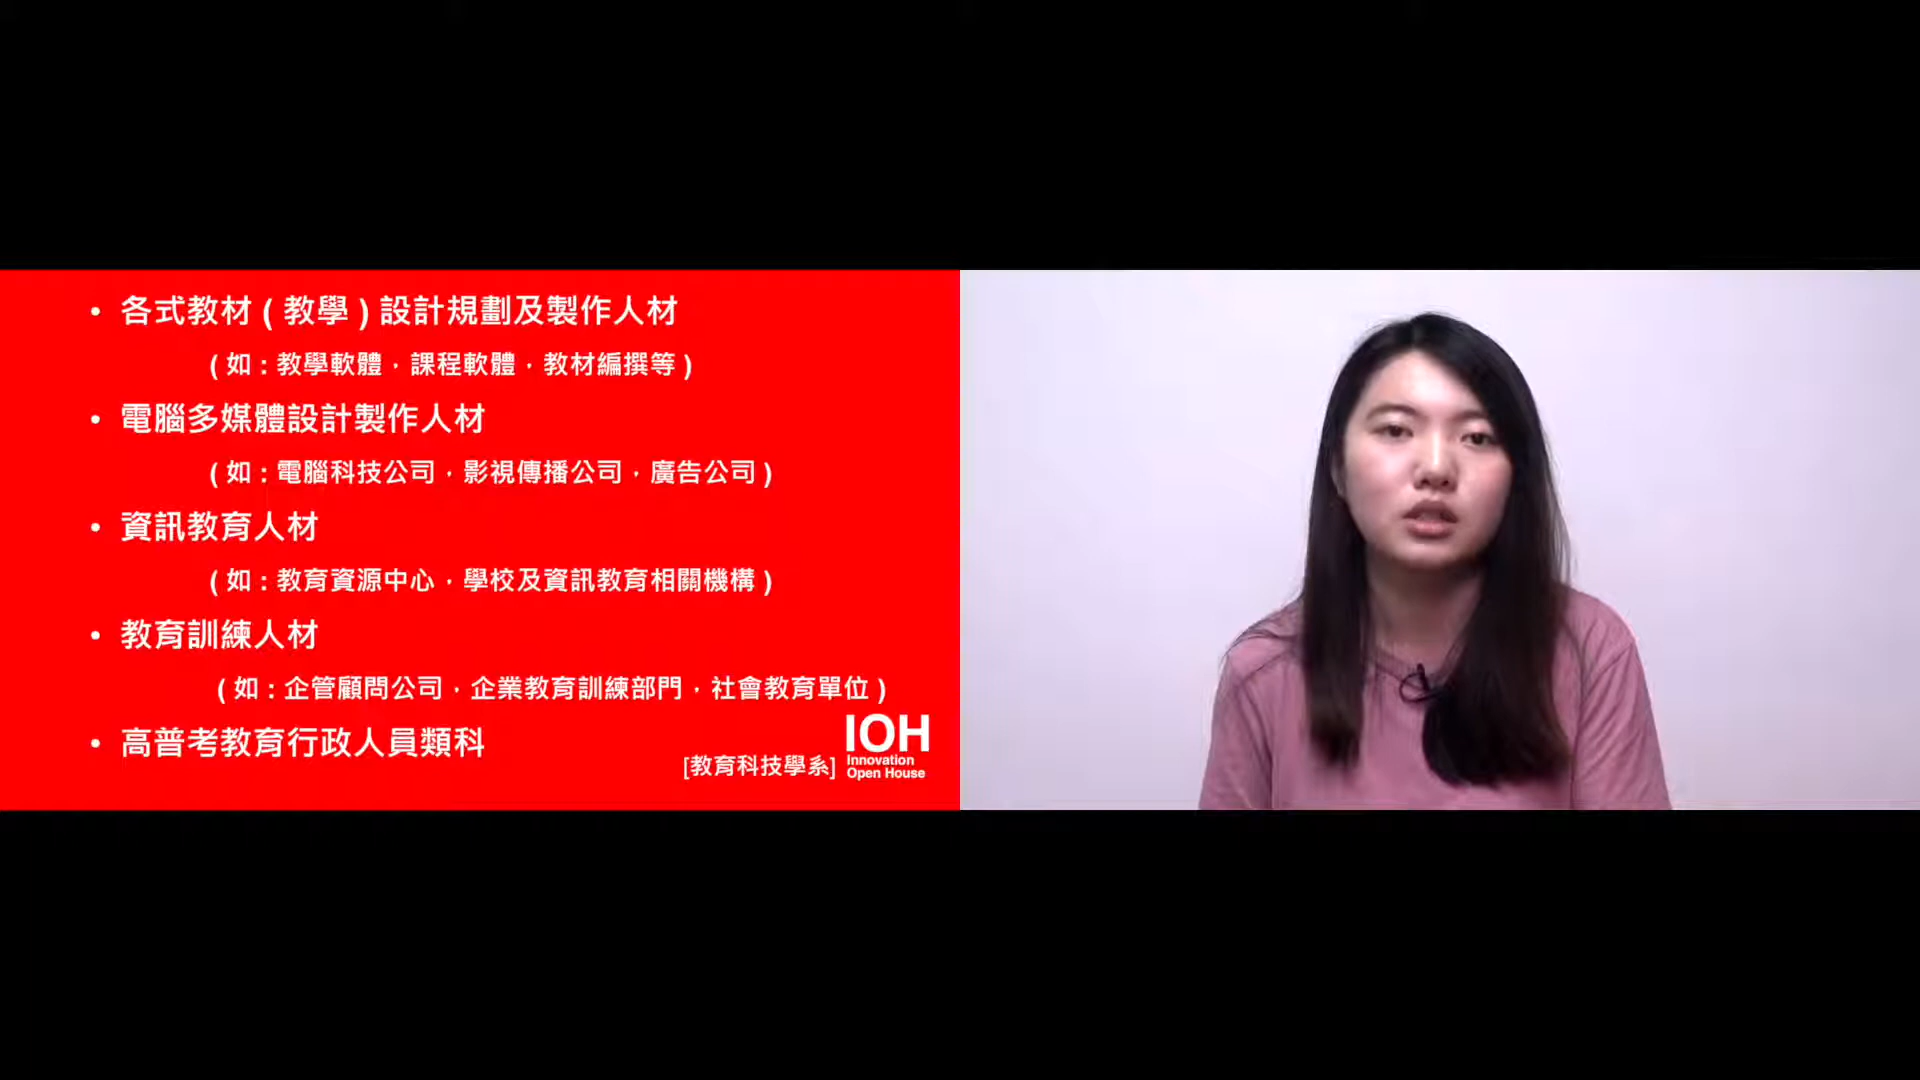 • 各式教材 ( 教學 ) 設計規劃及製作人材
( 如 : 教學軟體，課程軟體，教材編撰等 )
• 電腦多媒體設計製作人材
( 如 : 電腦科技公司，影視傳播公司，廣告公司 )
• 資訊教育人材
( 如 : 教育資源中心，學校及資訊教育相關機構 )
• 教育訓練人材
( 如 : 企管顧問公司，企業教育訓練部門，社會教育單位 )
• 高普考教育行政人員類科
[教育科技學系]
IOH
Innovation
Open House